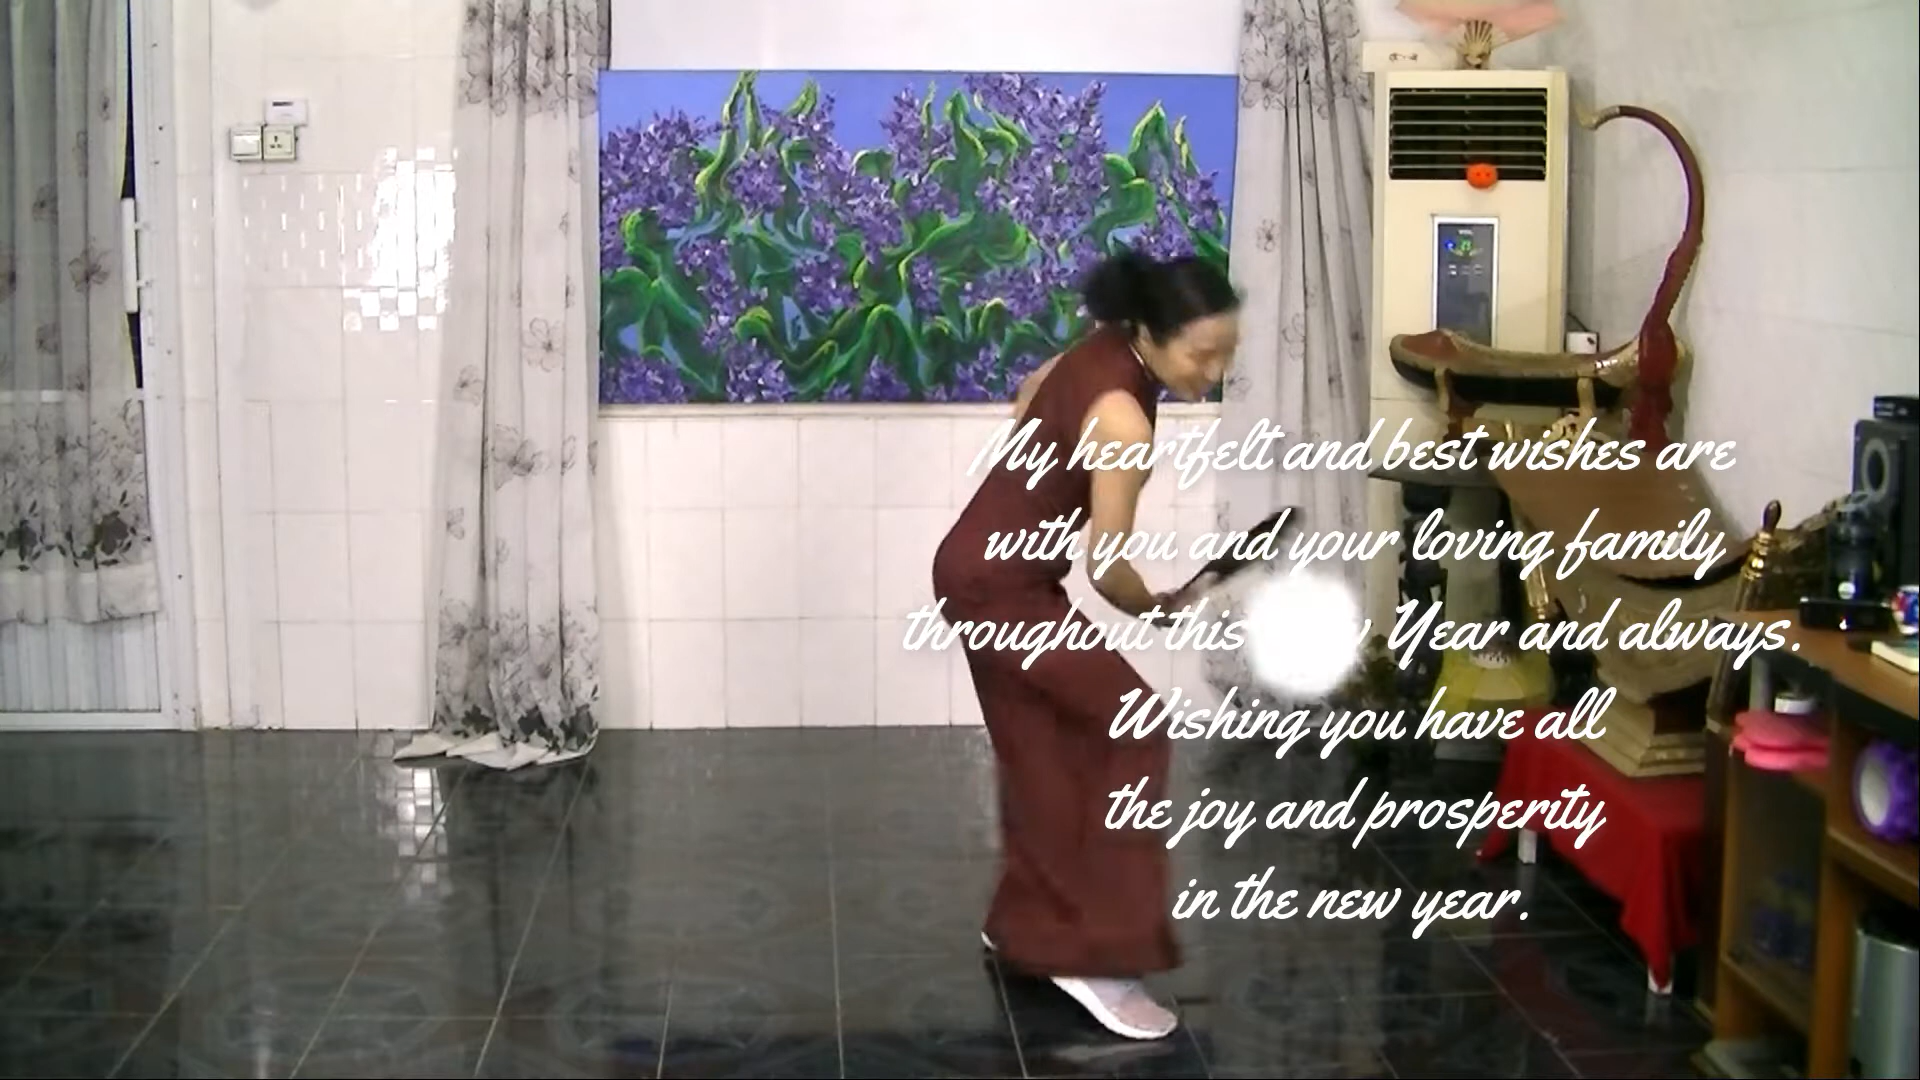 My heartfelt and best wishes are
with you and your loving family
throughout this Year and always.
Wishing you have all
the joy and prosperity
in the new year.